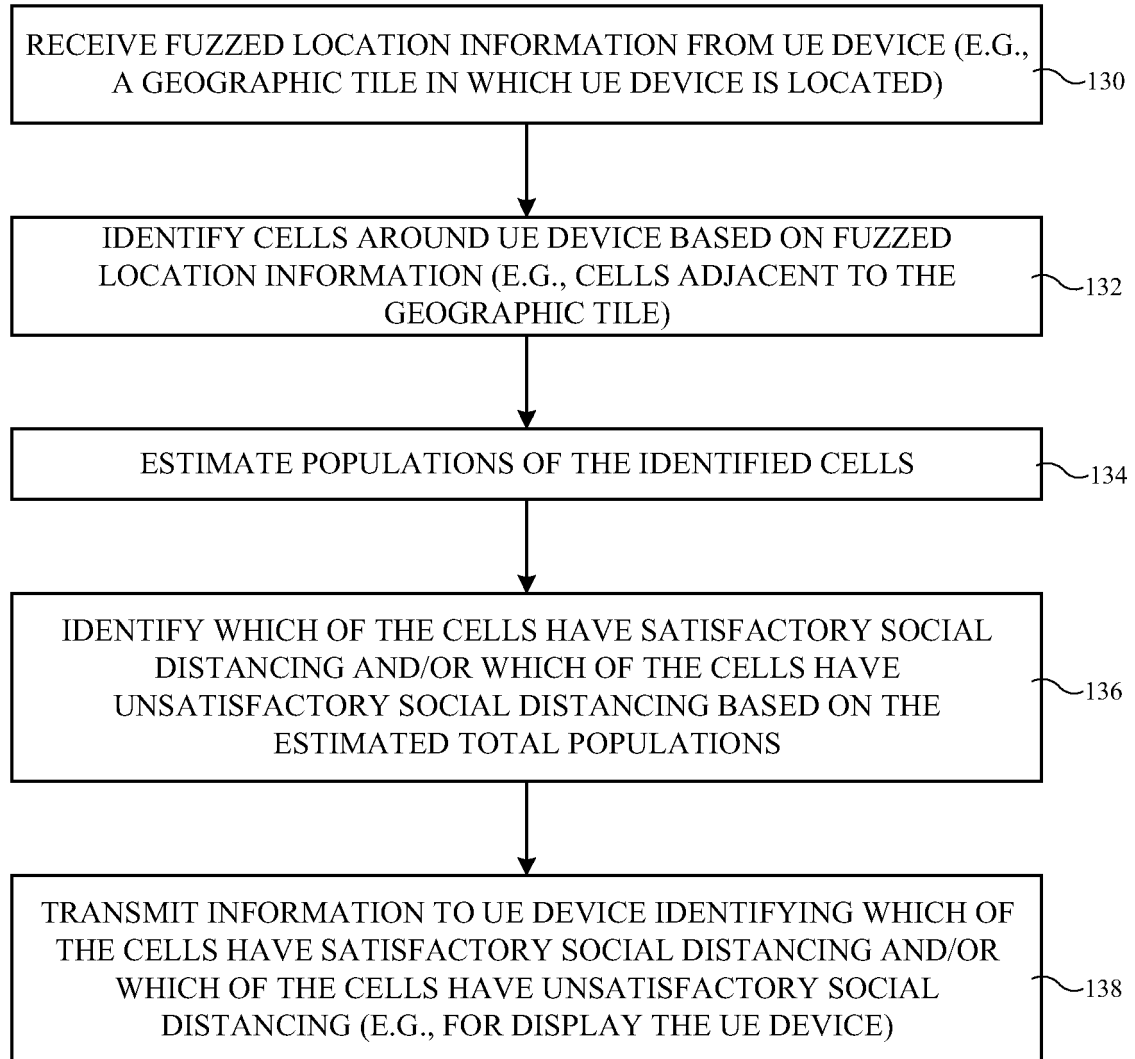 RECEIVE FUZZED LOCATION INFORMATION FROM UE DEVICE (E.G.,
A GEOGRAPHIC TILE IN WHICH UE DEVICE IS LOCATED)
130
IDENTIFY CELLS AROUND UE DEVICE BASED ON FUZZED
LOCATION INFORMATION (E.G., CELLS ADJACENT TO THE
GEOGRAPHIC TILE)
132
ESTIMATE POPULATIONS OF THE IDENTIFIED CELLS
134
IDENTIFY WHICH OF THE CELLS HAVE SATISFACTORY SOCIAL
DISTANCING AND/OR WHICH OF THE CELLS HAVE
UNSATISFACTORY SOCIAL DISTANCING BASED ON THE
ESTIMATED TOTAL POPULATIONS
136
TRANSMIT INFORMATION TO UE DEVICE IDENTIFYING WHICH OF
THE CELLS HAVE SATISFACTORY SOCIAL DISTANCING AND/OR
WHICH OF THE CELLS HAVE UNSATISFACTORY SOCIAL
DISTANCING (E.G., FOR DISPLAY THE UE DEVICE)
138